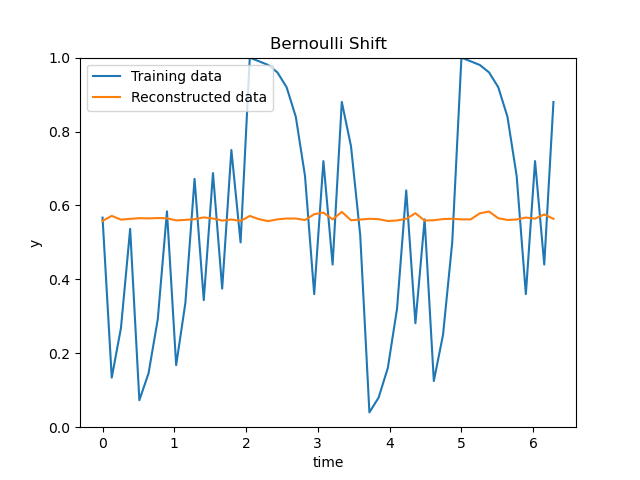 Bernoulli Shift
Training data
Reconstructed data
1.0
0.8
0.6
0.4
0.2
0.0
y
0 1 2 3 4 5 6
time